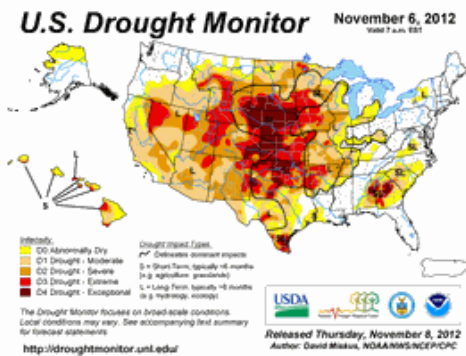 U.S. Drought Monitor
November 6, 2012
Valid 7 a.m. EST
L
L
L
L
L
SL
SL
S
Intensity:
D0 Abnormally Dry
D1 Drought - Moderate
D2 Drought - Severe
D3 Drought - Extreme
D4 Drought - Exceptional
Drought Impact Types:
Delineates dominant impacts
S = Short-Term, typically <6 months
(e.g. agriculture, grasslands)
L = Long-Term, typically >6 months
(e.g. hydrology, ecology)
The Drought Monitor focuses on broad-scale conditions.
Local conditions may vary. See accompanying text summary
for forecast statements.
http://droughtmonitor.unl.edu/
USDA
Released Thursday, November 8, 2012
Author: David Miskus, NOAA/NWS/NCEP/CPC